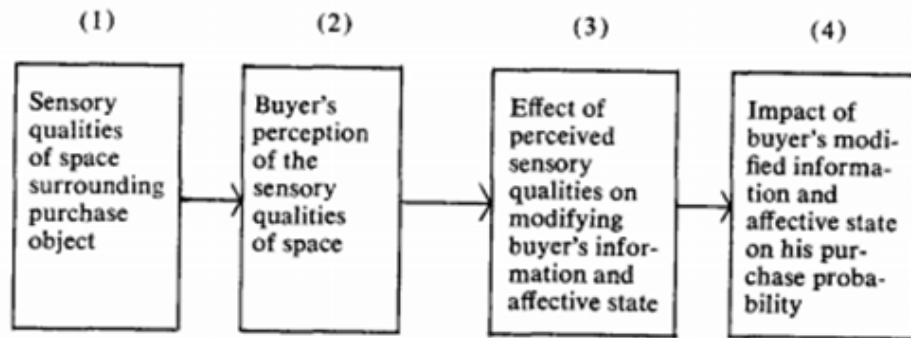 (1)
(2)
(3)
(4)
Sensory
qualities
of space
surrounding
purchase
object
Buyer's
perception
of the
sensory
qualities
of space
Effect of
perceived
sensory
qualities on
modifying
buyer's infor-
mation and
affective state
Impact of
buyer's modi-
fied informa-
tion and
affective state
on his pur-
chase proba-
bility